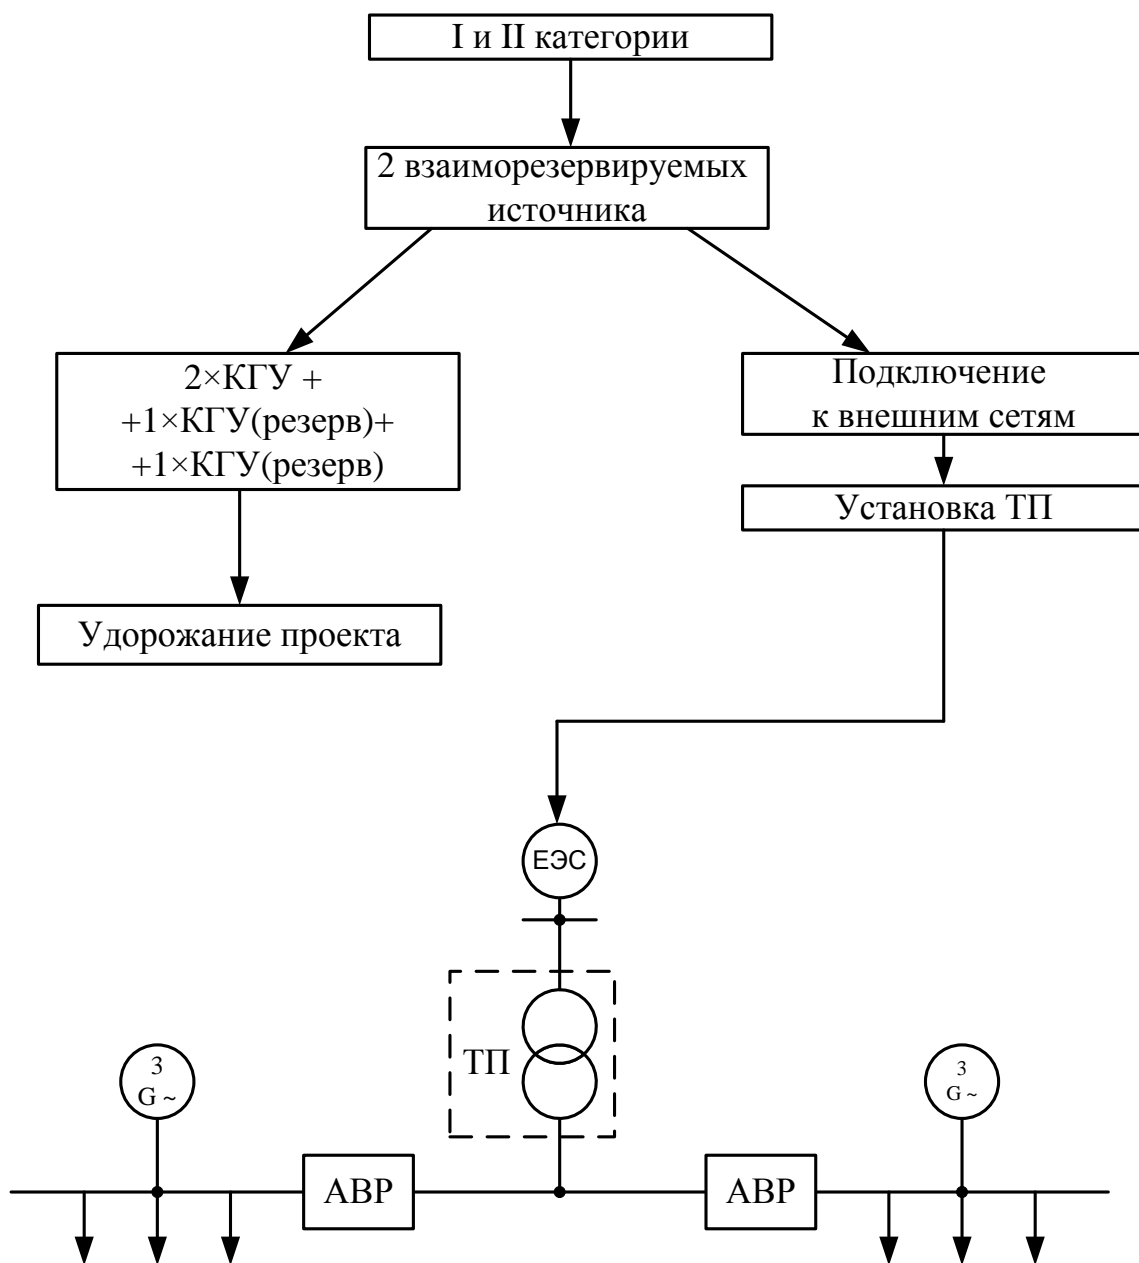 I и II категории
2 взаиморезервируемых
источника
2×КГУ +
+1×КГУ(резерв)+
+1×КГУ(резерв)
Подключение
к внешним сетям
Установка ТП
Удорожание проекта
ЕЭС
ТП
3
G ~
3
G ~
АВР
АВР